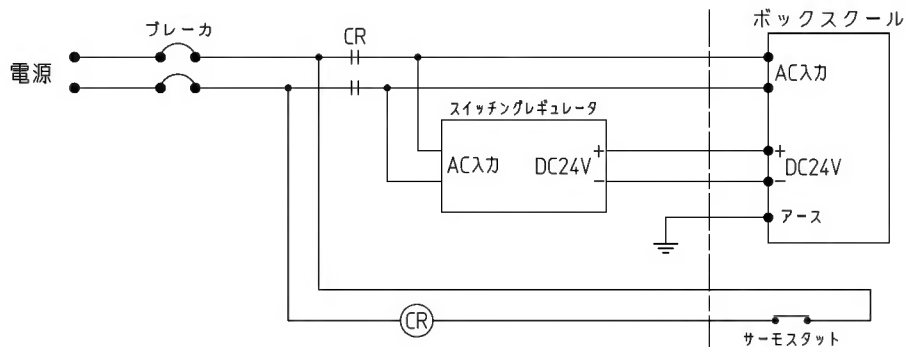 ボックスクール
ブレーカ
CR
電源
AC入力
スイッチングレギュレータ
AC入力
DC24V
+
−
+
−
DC24V
アース
CR
サーモスタット